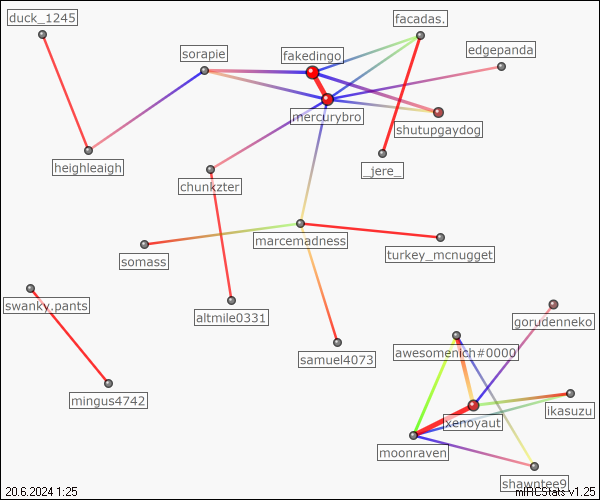 duck_1245
facadas.
sorapie
fakedingo
edgepanda
mercurybro
shutupgaydog
heighleaigh
_jere_
chunkzter
marcemadness
somass
turkey_mcnugget
swanky.pants
altmile0331
gorudenneko
samuel4073
awesomenich#0000
mingus4742
xenoyaut
ikasuzu
moonraven
shawntee9
20.6.2024 1:25
mIRCStats v1.25